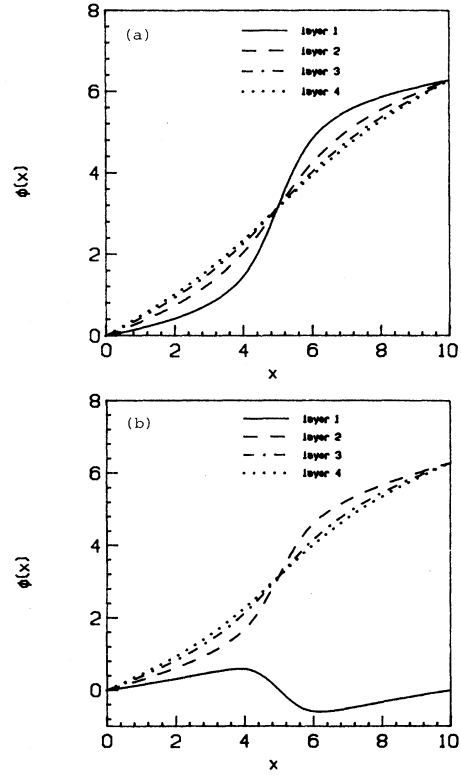 8
(a)
layer 1
layer 2
layer 3
layer 4
6
4
2
0
ϕ(x)
0 2 4 6 8 10
x
8
(b)
layer 1
layer 2
layer 3
layer 4
6
4
2
0
ϕ(x)
0 2 4 6 8 10
x